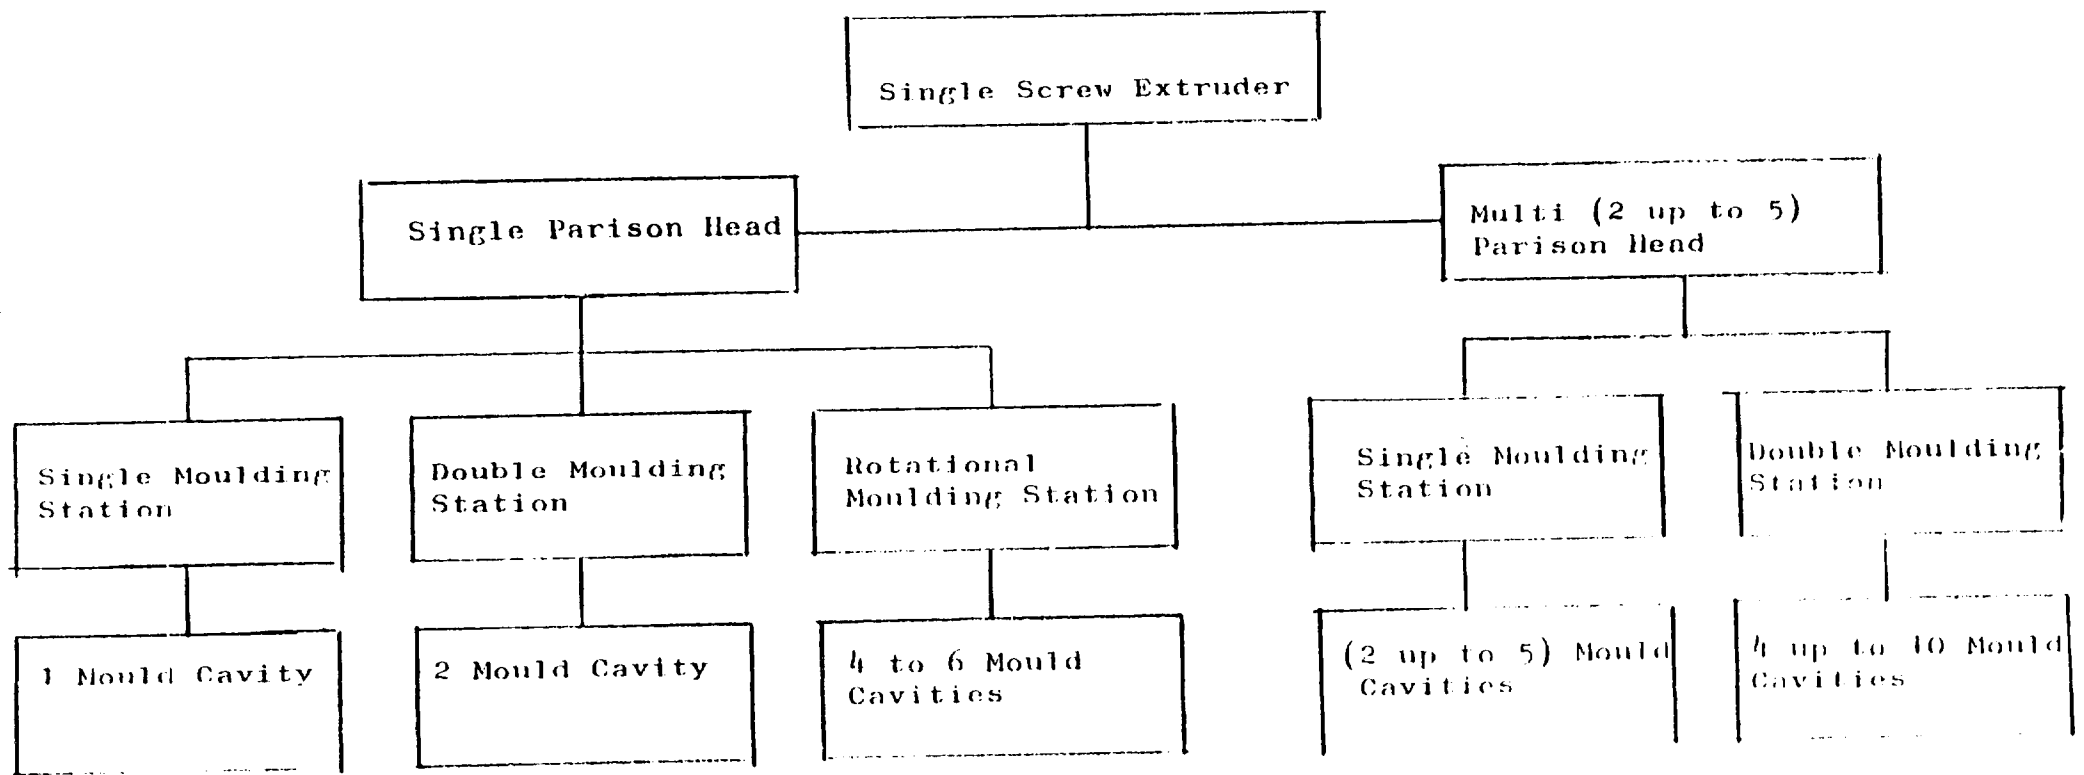 Single Screw Extruder
Single Parison Head
Multi (2 up to 5)
Parison Head
Single Moulding
Station
Double Moulding
Station
Rotational
Moulding Station
Single Moulding
Station
Double Moulding
Station
1 Mould Cavity
2 Mould Cavity
4 to 6 Mould
Cavities
(2 up to 5) Mould
Cavities
4 up to 10 Mould
Cavities